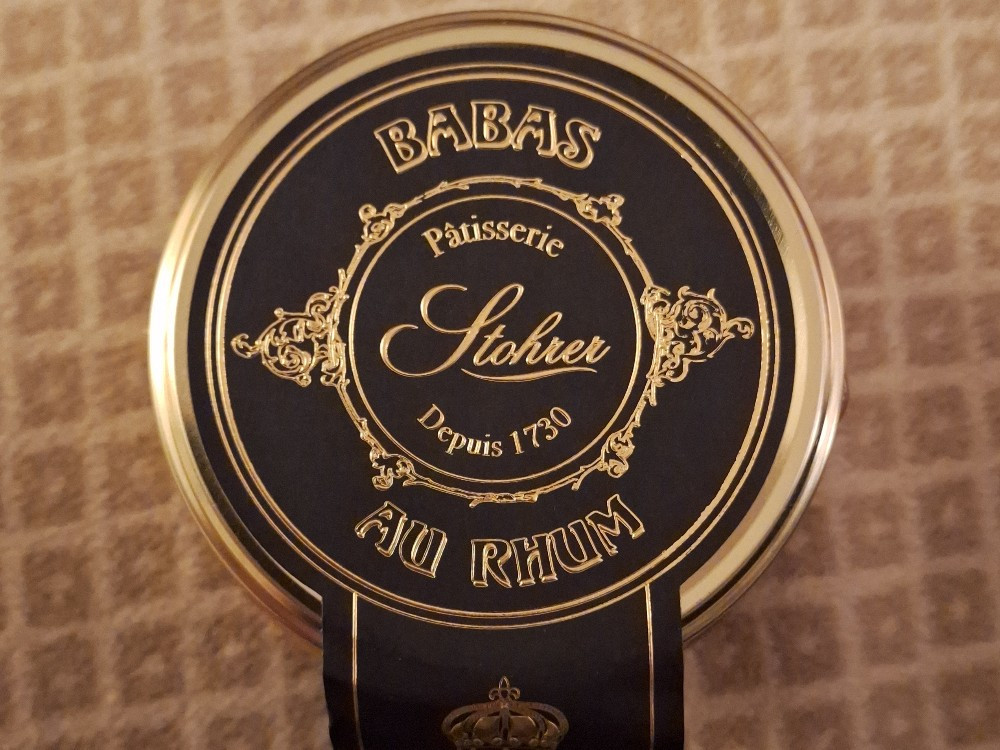 BABAS
Pâtisserie
Stohrer
Depuis 1730
AU RHUM